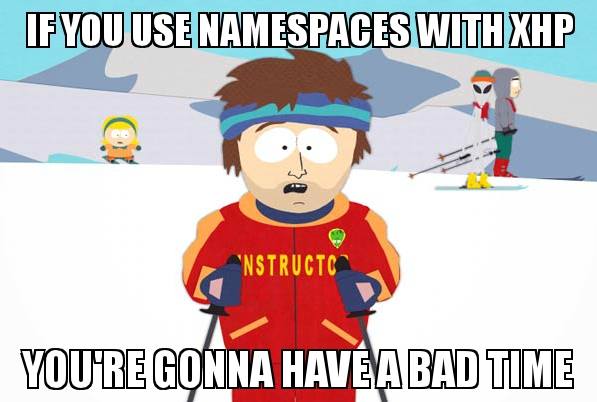 IF YOU USE NAMESPACES WITH XHP
INSTRUCTO
YOU'RE GONNA HAVE A BAD TIME